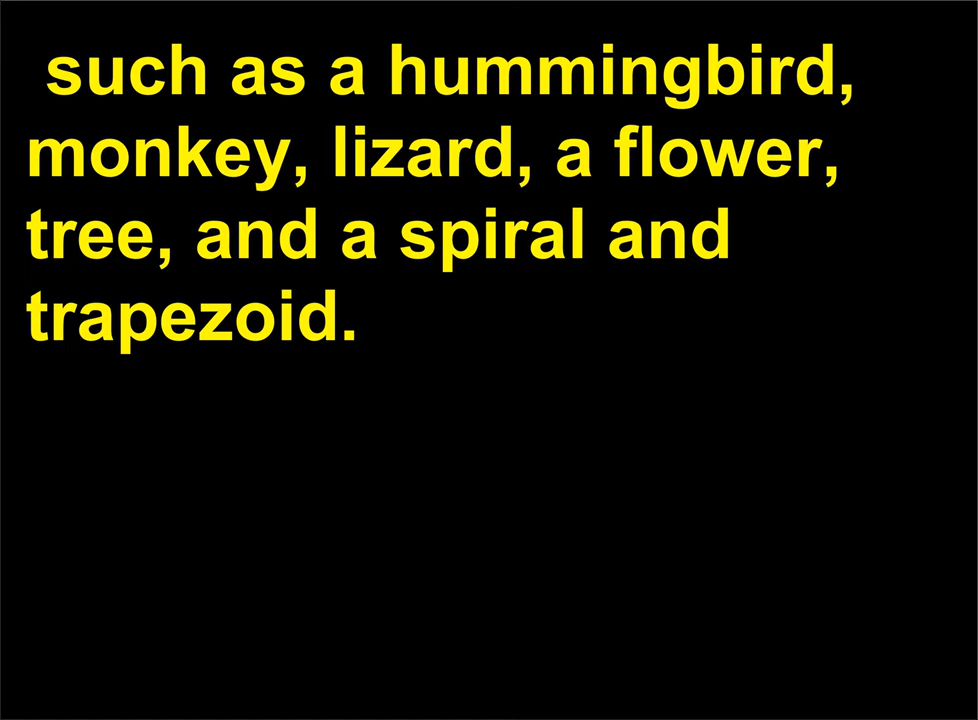 such as a hummingbird,
monkey, lizard, a flower,
tree, and a spiral and
trapezoid.